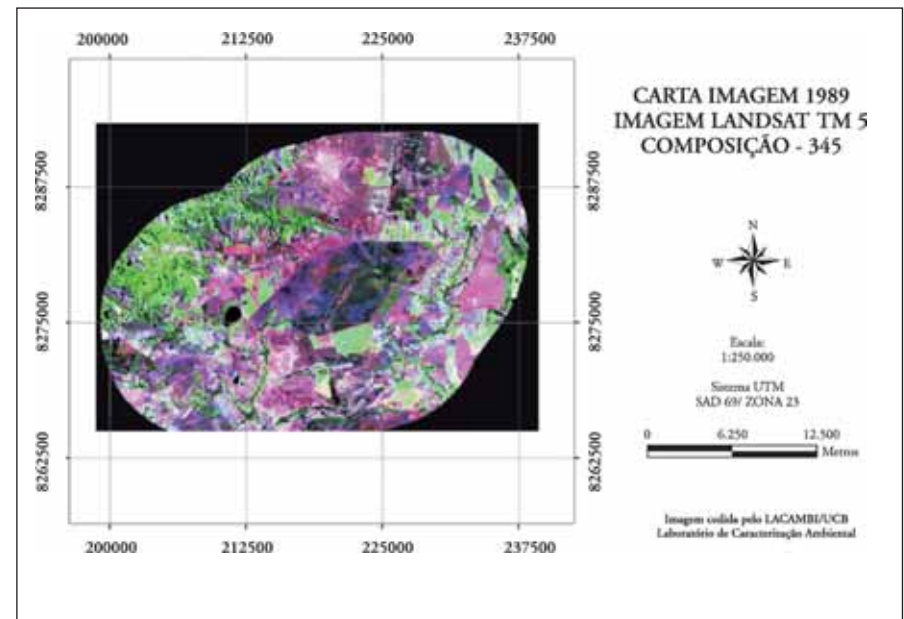 200000 212500 225000 237500
8287500 8287500
8275000 8275000
8262500 8262500
200000 212500 225000 237500
CARTA IMAGEM 1989
IMAGEM LANDSAT TM 5
COMPOSIÇÃO - 345
N
W E
S
Escala:
1:250.000
Sistema UTM
SAD 69/ ZONA 23
0 6.250 12.500
Metros
Imagem cedida pelo LACAMBI/UCB
Laboratório de Caracterização Ambiental